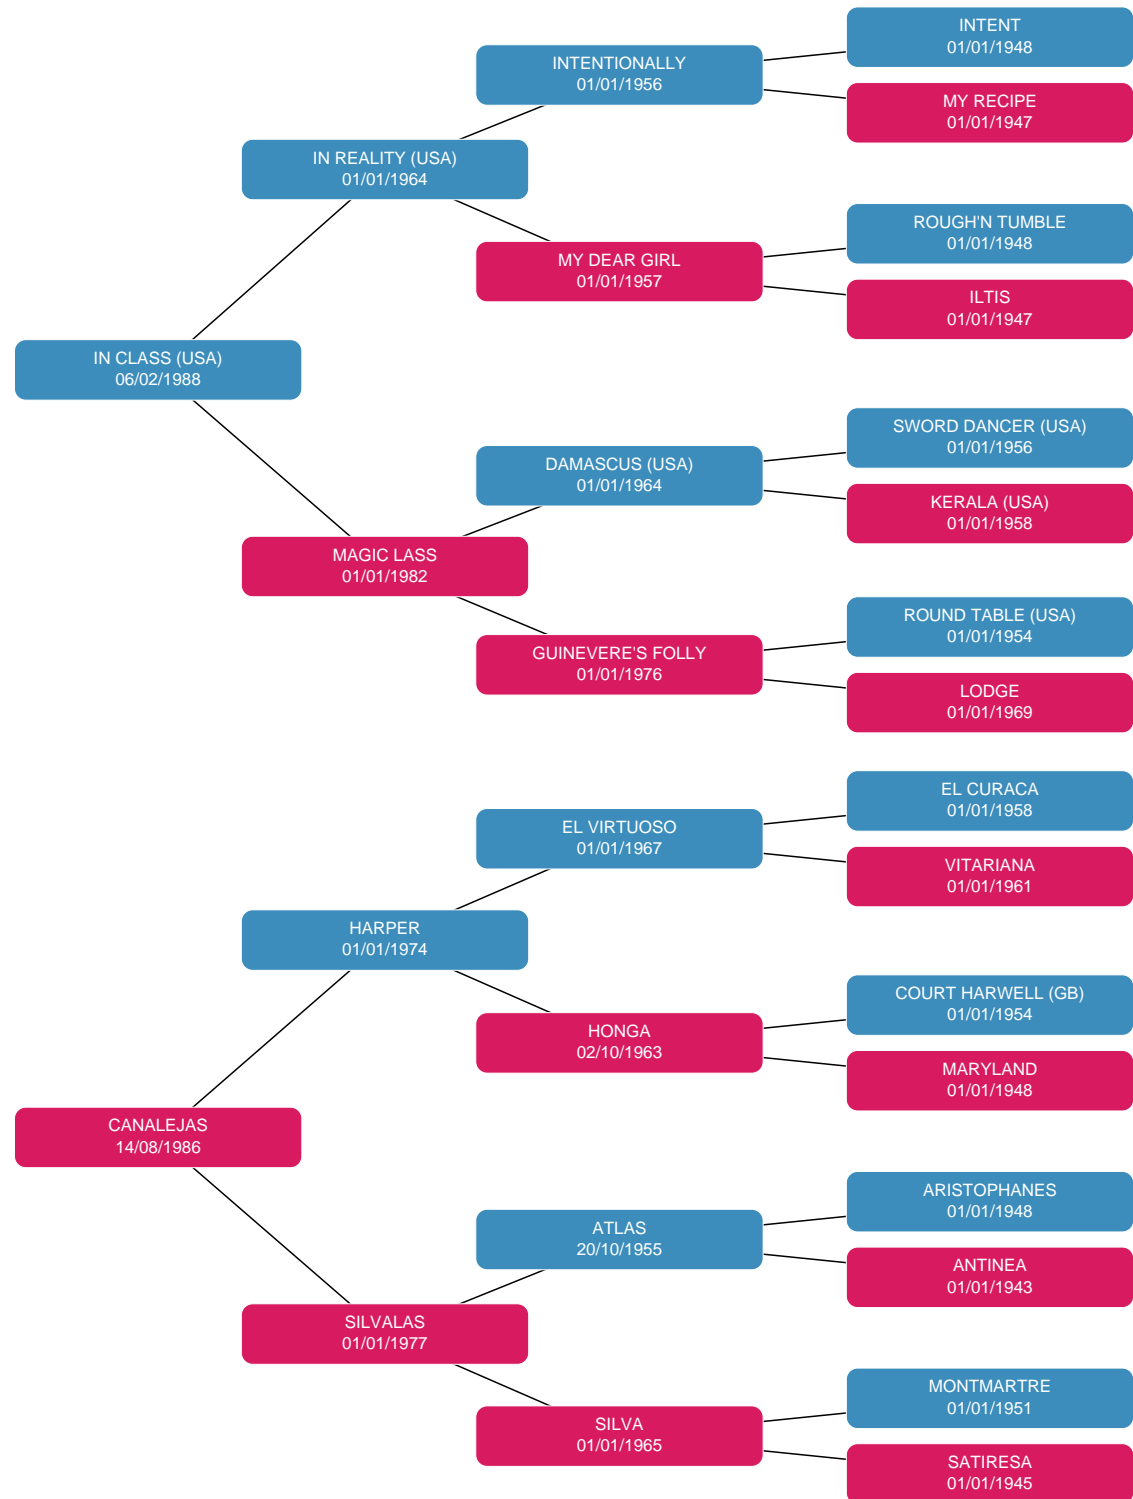 INTENT
01/01/1948
INTENTIONALLY
01/01/1956
MY RECIPE
01/01/1947
IN REALITY (USA)
01/01/1964
ROUGH'N TUMBLE
01/01/1948
MY DEAR GIRL
01/01/1957
ILTIS
01/01/1947
IN CLASS (USA)
06/02/1988
SWORD DANCER (USA)
01/01/1956
DAMASCUS (USA)
01/01/1964
KERALA (USA)
01/01/1958
MAGIC LASS
01/01/1982
ROUND TABLE (USA)
01/01/1954
GUINEVERE'S FOLLY
01/01/1976
LODGE
01/01/1969
EL CURACA
01/01/1958
EL VIRTUOSO
01/01/1967
VITARIANA
01/01/1961
HARPER
01/01/1974
COURT HARWELL (GB)
01/01/1954
HONGA
02/10/1963
MARYLAND
01/01/1948
CANALEJAS
14/08/1986
ARISTOPHANES
01/01/1948
ATLAS
20/10/1955
ANTINEA
01/01/1943
SILVALAS
01/01/1977
MONTMARTRE
01/01/1951
SILVA
01/01/1965
SATIRESA
01/01/1945